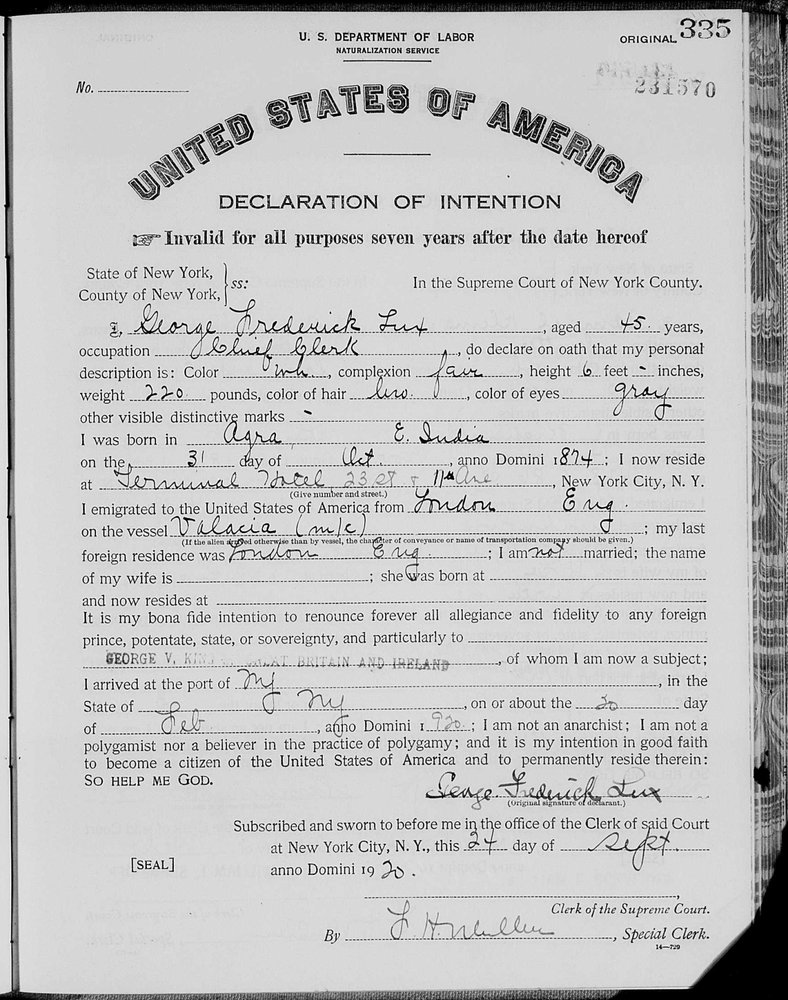 U. S. DEPARTMENT OF LABOR
NATURALIZATION SERVICE
ORIGINAL 335
No.
231570
UNITED STATES OF AMERICA
DECLARATION OF INTENTION
☞ Invalid for all purposes seven years after the date hereof
State of New York,
County of New York, } ss:
In the Supreme Court of New York County.
I, George Frederick Lux, aged 45 years,
occupation Chief Clerk, do declare on oath that my personal
description is: Color wh, complexion fair, height 6 feet - inches,
weight 220 pounds, color of hair bro., color of eyes gray
other visible distinctive marks -
I was born in Agra E. India
on the 31 day of Oct, anno Domini 1874; I now reside
at Terminal Hotel 23 St & 11th Ave, New York City, N. Y.
(Give number and street.)
I emigrated to the United States of America from London Eng.
on the vessel Valacia (m/c); my last
(If the alien arrived otherwise than by vessel, the character of conveyance or name of transportation company should be given.)
foreign residence was London Eng; I am not married; the name
of my wife is ; she was born at
and now resides at
It is my bona fide intention to renounce forever all allegiance and fidelity to any foreign
prince, potentate, state, or sovereignty, and particularly to
GEORGE V, KING GREAT BRITAIN AND IRELAND, of whom I am now a subject;
I arrived at the port of NY, in the
State of NY, on or about the 20 day
of Feb, anno Domini 1920; I am not an anarchist; I am not a
polygamist nor a believer in the practice of polygamy; and it is my intention in good faith
to become a citizen of the United States of America and to permanently reside therein:
SO HELP ME GOD.
George Frederick Lux
(Original signature of declarant.)
Subscribed and sworn to before me in the office of the Clerk of said Court
at New York City, N. Y., this 24 day of Sept.
[SEAL]
anno Domini 1920.
Clerk of the Supreme Court.
By F. H. , Special Clerk.
14—729